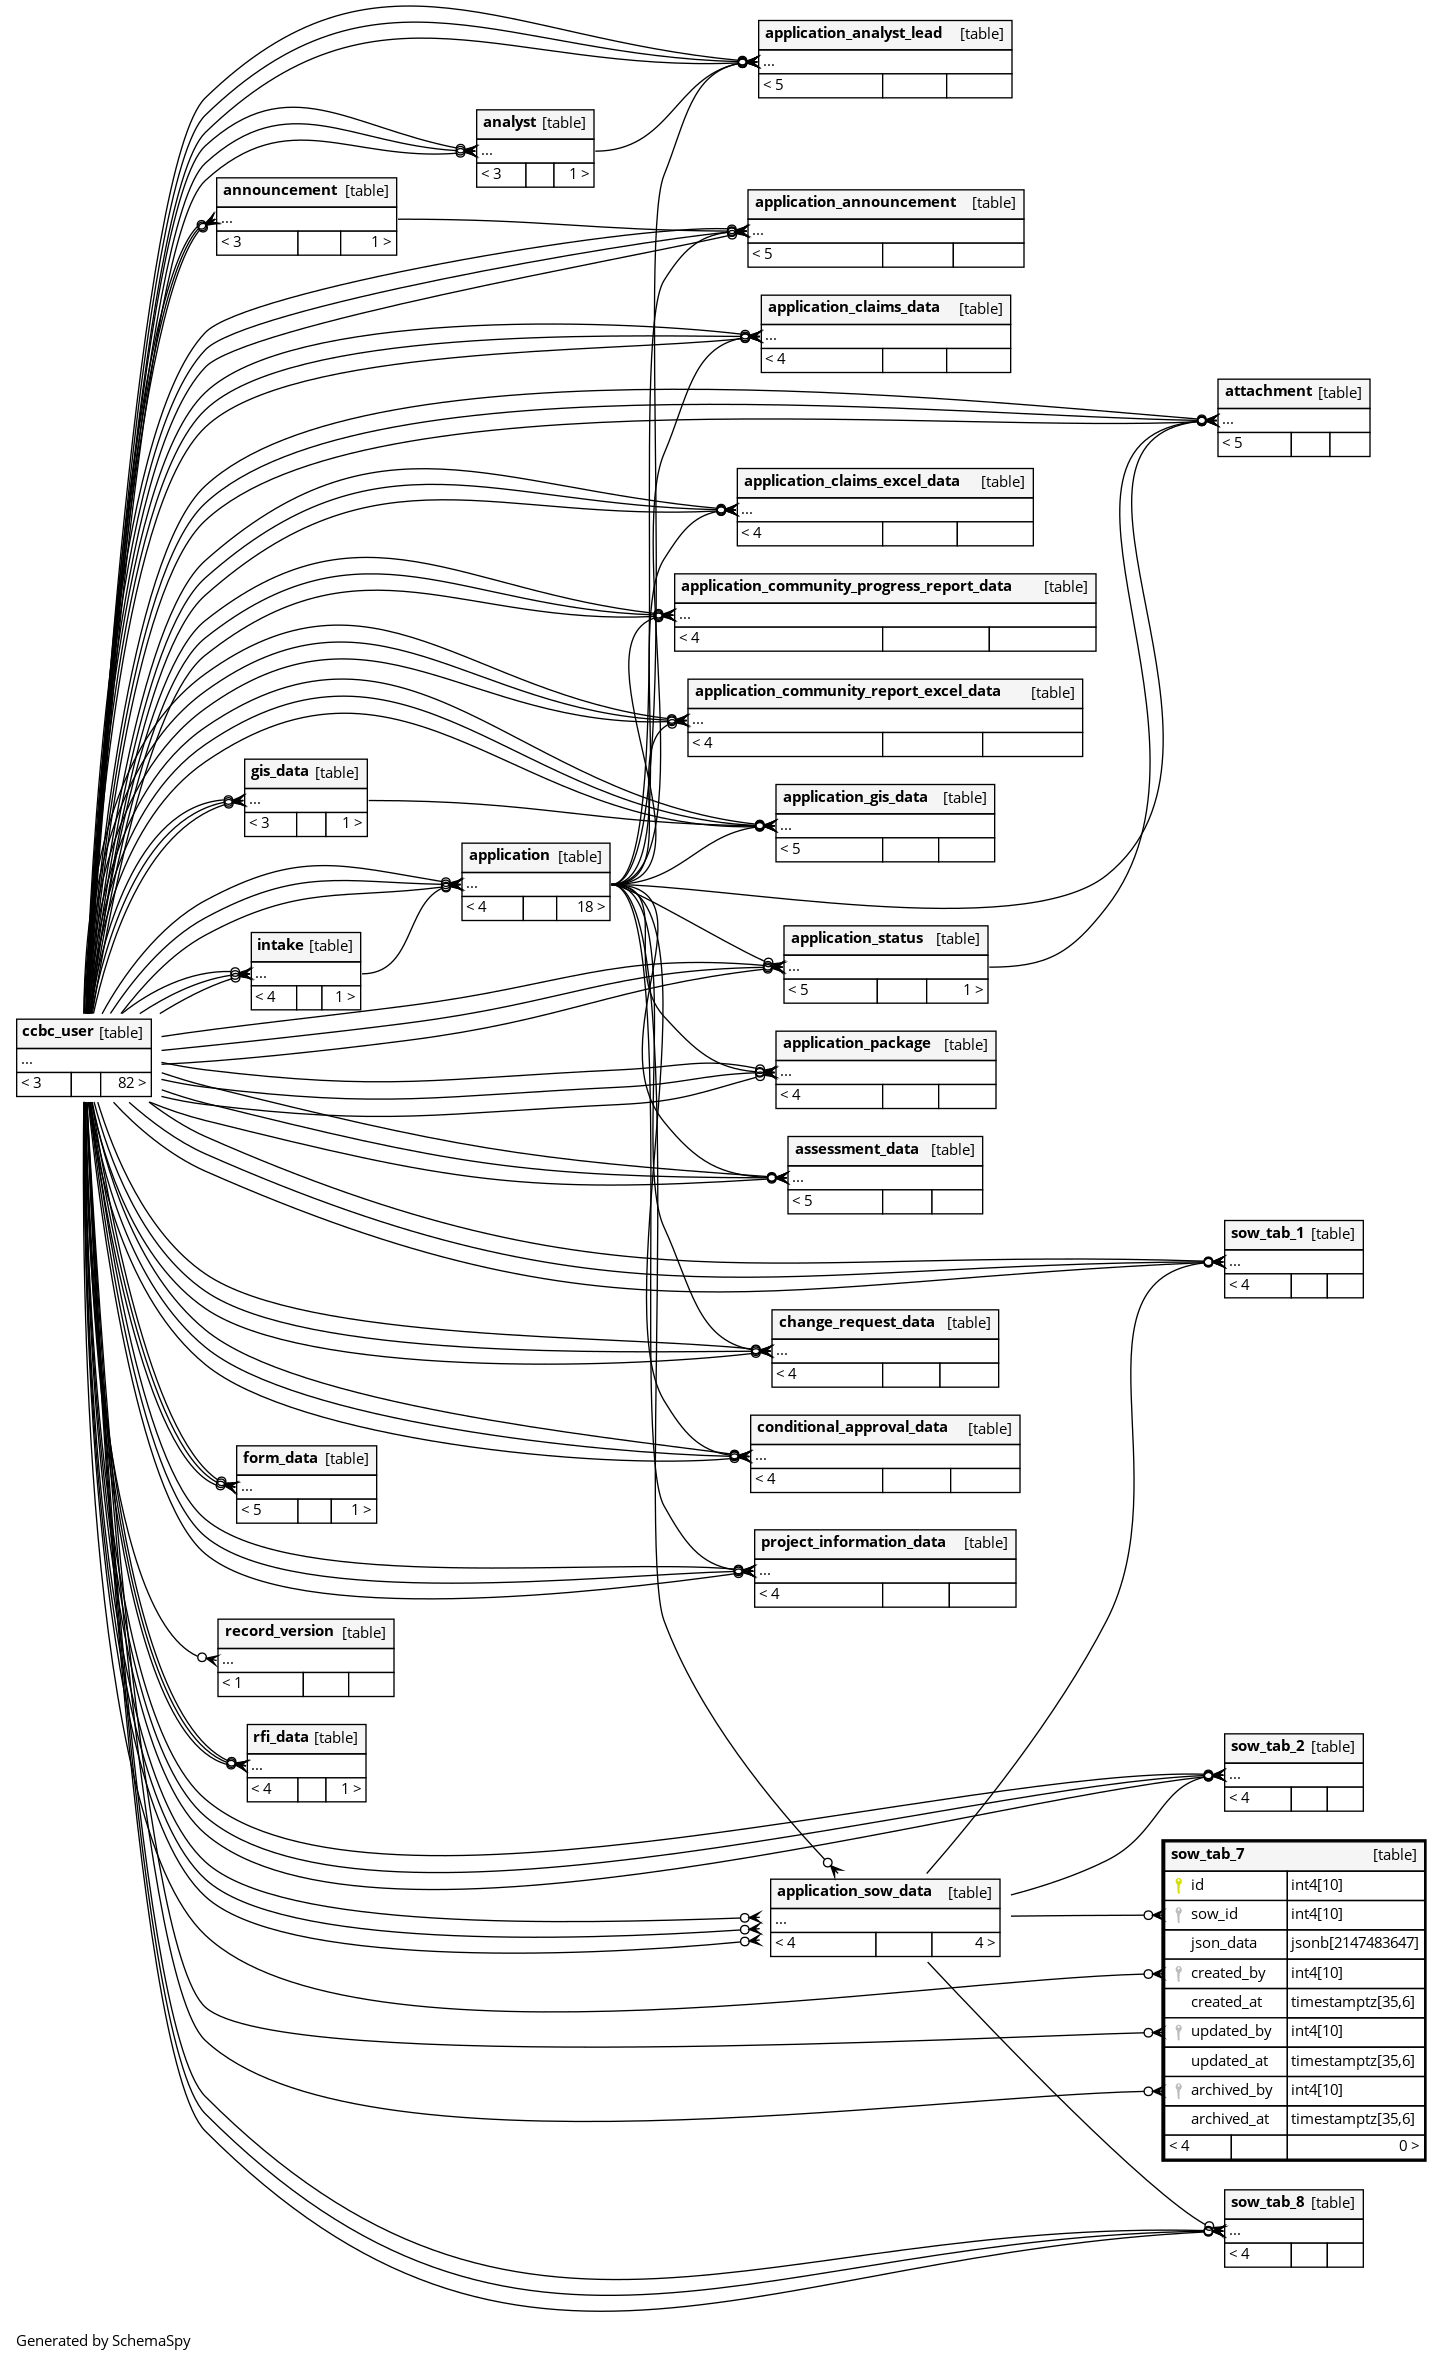 application_analyst_lead [table]
...
< 5
analyst [table]
...
< 3 1 >
announcement [table]
...
< 3 1 >
application_announcement [table]
...
< 5
application_claims_data [table]
...
< 4
attachment [table]
...
< 5
application_claims_excel_data [table]
...
< 4
application_community_progress_report_data [table]
...
< 4
application_community_report_excel_data [table]
...
< 4
gis_data [table]
...
< 3 1 >
application_gis_data [table]
...
< 5
application [table]
...
< 4 18 >
intake [table]
...
< 4 1 >
application_status [table]
...
< 5 1 >
ccbc_user [table]
...
< 3 82 >
application_package [table]
...
< 4
assessment_data [table]
...
< 5
sow_tab_1 [table]
...
< 4
change_request_data [table]
...
< 4
conditional_approval_data [table]
...
< 4
form_data [table]
...
< 5 1 >
project_information_data [table]
...
< 4
record_version [table]
...
< 1
rfi_data [table]
...
< 4 1 >
sow_tab_2 [table]
...
< 4
application_sow_data [table]
...
< 4 4 >
sow_tab_7 [table]
id int4[10]
sow_id int4[10]
json_data jsonb[2147483647]
created_by int4[10]
created_at timestamptz[35,6]
updated_by int4[10]
updated_at timestamptz[35,6]
archived_by int4[10]
archived_at timestamptz[35,6]
< 4 0 >
sow_tab_8 [table]
...
< 4
Generated by SchemaSpy